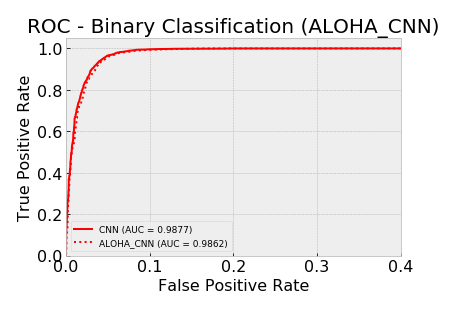 ROC - Binary Classification (ALOHA_CNN)
True Positive Rate
1.0
0.8
0.6
0.4
0.2
0.0
CNN (AUC = 0.9877)
ALOHA_CNN (AUC = 0.9862)
0.0 0.1 0.2 0.3 0.4
False Positive Rate